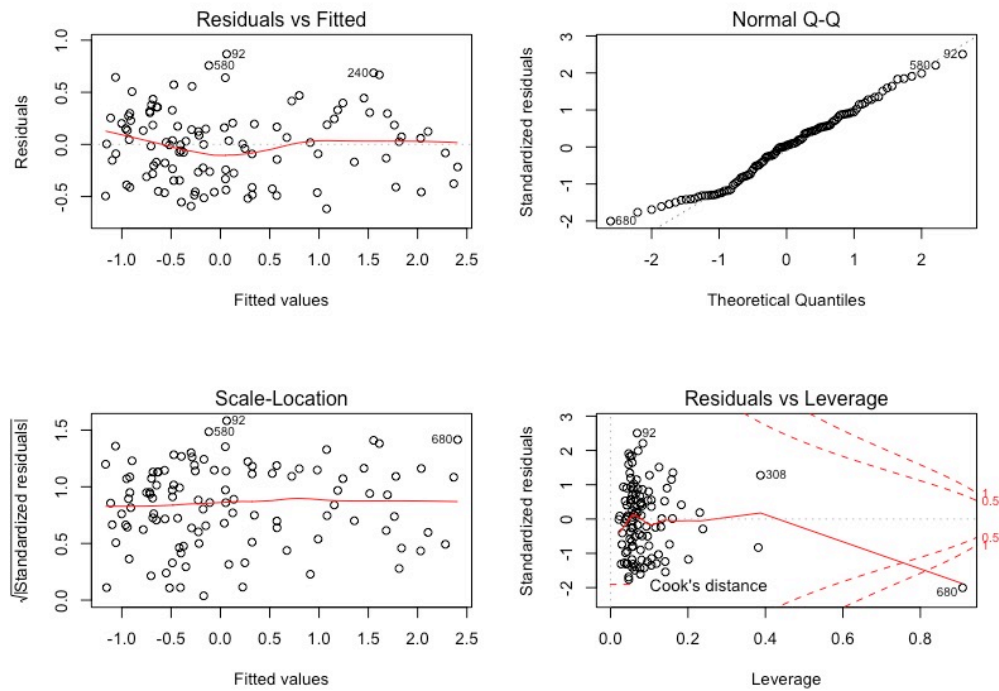 Residuals vs Fitted
Residuals
1.0
0.5
0.0
-0.5
92
580
240
-1.0 -0.5 0.0 0.5 1.0 1.5 2.0 2.5
Fitted values
Normal Q-Q
Standardized residuals
3
2
1
0
-1
-2
92
580
680
-2 -1 0 1 2
Theoretical Quantiles
Scale-Location
√|Standardized residuals|
1.5
1.0
0.5
0.0
92
580
680
-1.0 -0.5 0.0 0.5 1.0 1.5 2.0 2.5
Fitted values
Residuals vs Leverage
Standardized residuals
3
2
1
0
-1
-2
92
308
1
0.5
0.5
1
Cook's distance
680
0.0 0.2 0.4 0.6 0.8
Leverage